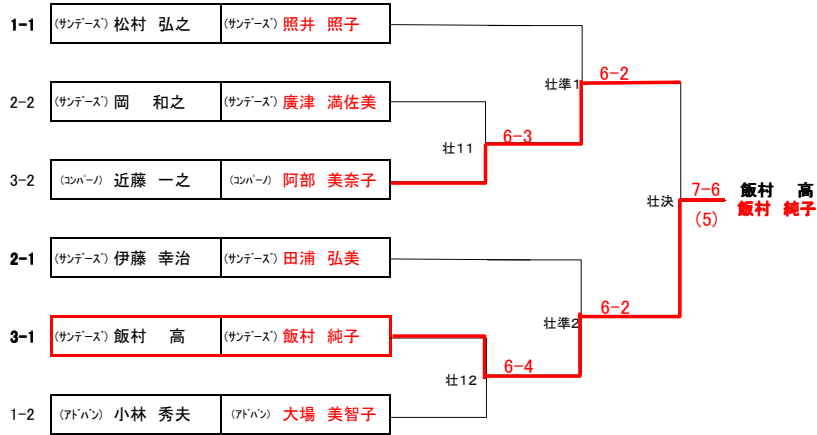 1-1 (ｻﾝﾃﾞｰｽﾞ) 松村 弘之 (ｻﾝﾃﾞｰｽﾞ) 照井 照子
壮準1 6-2
2-2 (ｻﾝﾃﾞｰｽﾞ) 岡 和之 (ｻﾝﾃﾞｰｽﾞ) 廣津 満佐美
壮11 6-3
3-2 (ｺﾝﾊﾟｰﾉ) 近藤 一之 (ｺﾝﾊﾟｰﾉ) 阿部 美奈子
壮決 7-6 飯村 高
(5) 飯村 純子
2-1 (ｻﾝﾃﾞｰｽﾞ) 伊藤 幸治 (ｻﾝﾃﾞｰｽﾞ) 田浦 弘美
壮準2 6-2
3-1 (ｻﾝﾃﾞｰｽﾞ) 飯村 高 (ｻﾝﾃﾞｰｽﾞ) 飯村 純子
壮12 6-4
1-2 (ｱﾄﾞﾊﾞﾝ) 小林 秀夫 (ｱﾄﾞﾊﾞﾝ) 大場 美智子